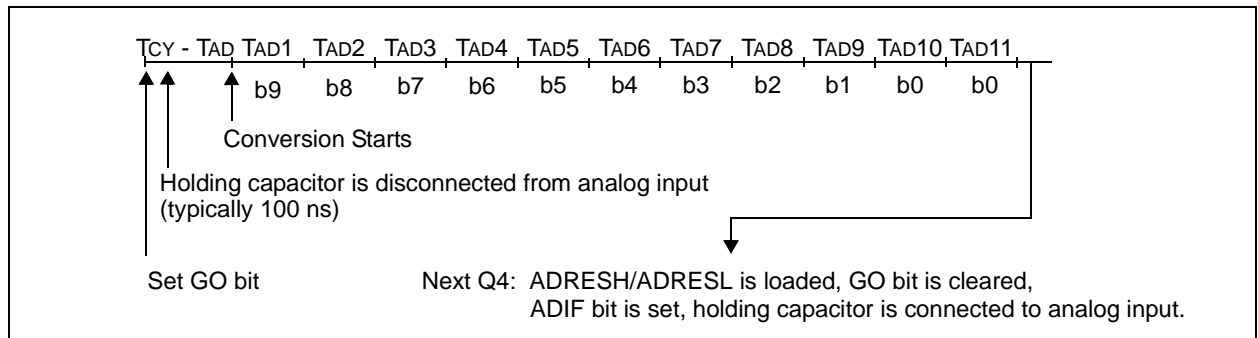 TCY - TAD TAD1 TAD2 TAD3 TAD4 TAD5 TAD6 TAD7 TAD8 TAD9 TAD10 TAD11
b9 b8 b7 b6 b5 b4 b3 b2 b1 b0 b0
Conversion Starts
Holding capacitor is disconnected from analog input
(typically 100 ns)
Set GO bit
Next Q4: ADRESH/ADRESL is loaded, GO bit is cleared,
ADIF bit is set, holding capacitor is connected to analog input.